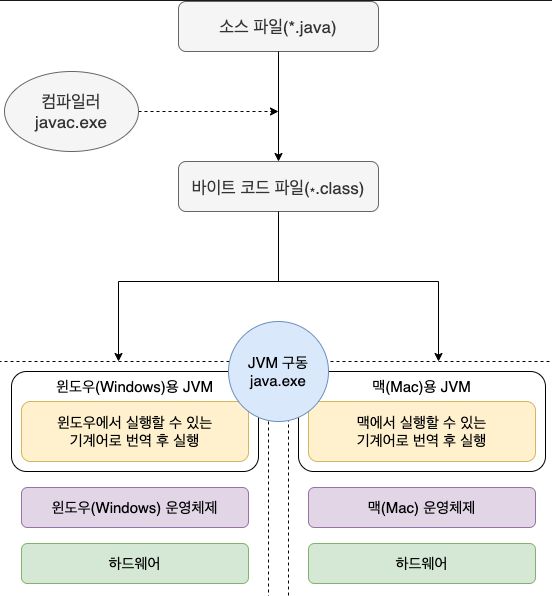 소스 파일(*.java)
컴파일러
javac.exe
바이트 코드 파일(*.class)
JVM 구동
java.exe
윈도우(Windows)용 JVM
윈도우에서 실행할 수 있는
기계어로 번역 후 실행
윈도우(Windows) 운영체제
하드웨어
맥(Mac)용 JVM
맥에서 실행할 수 있는
기계어로 번역 후 실행
맥(Mac) 운영체제
하드웨어